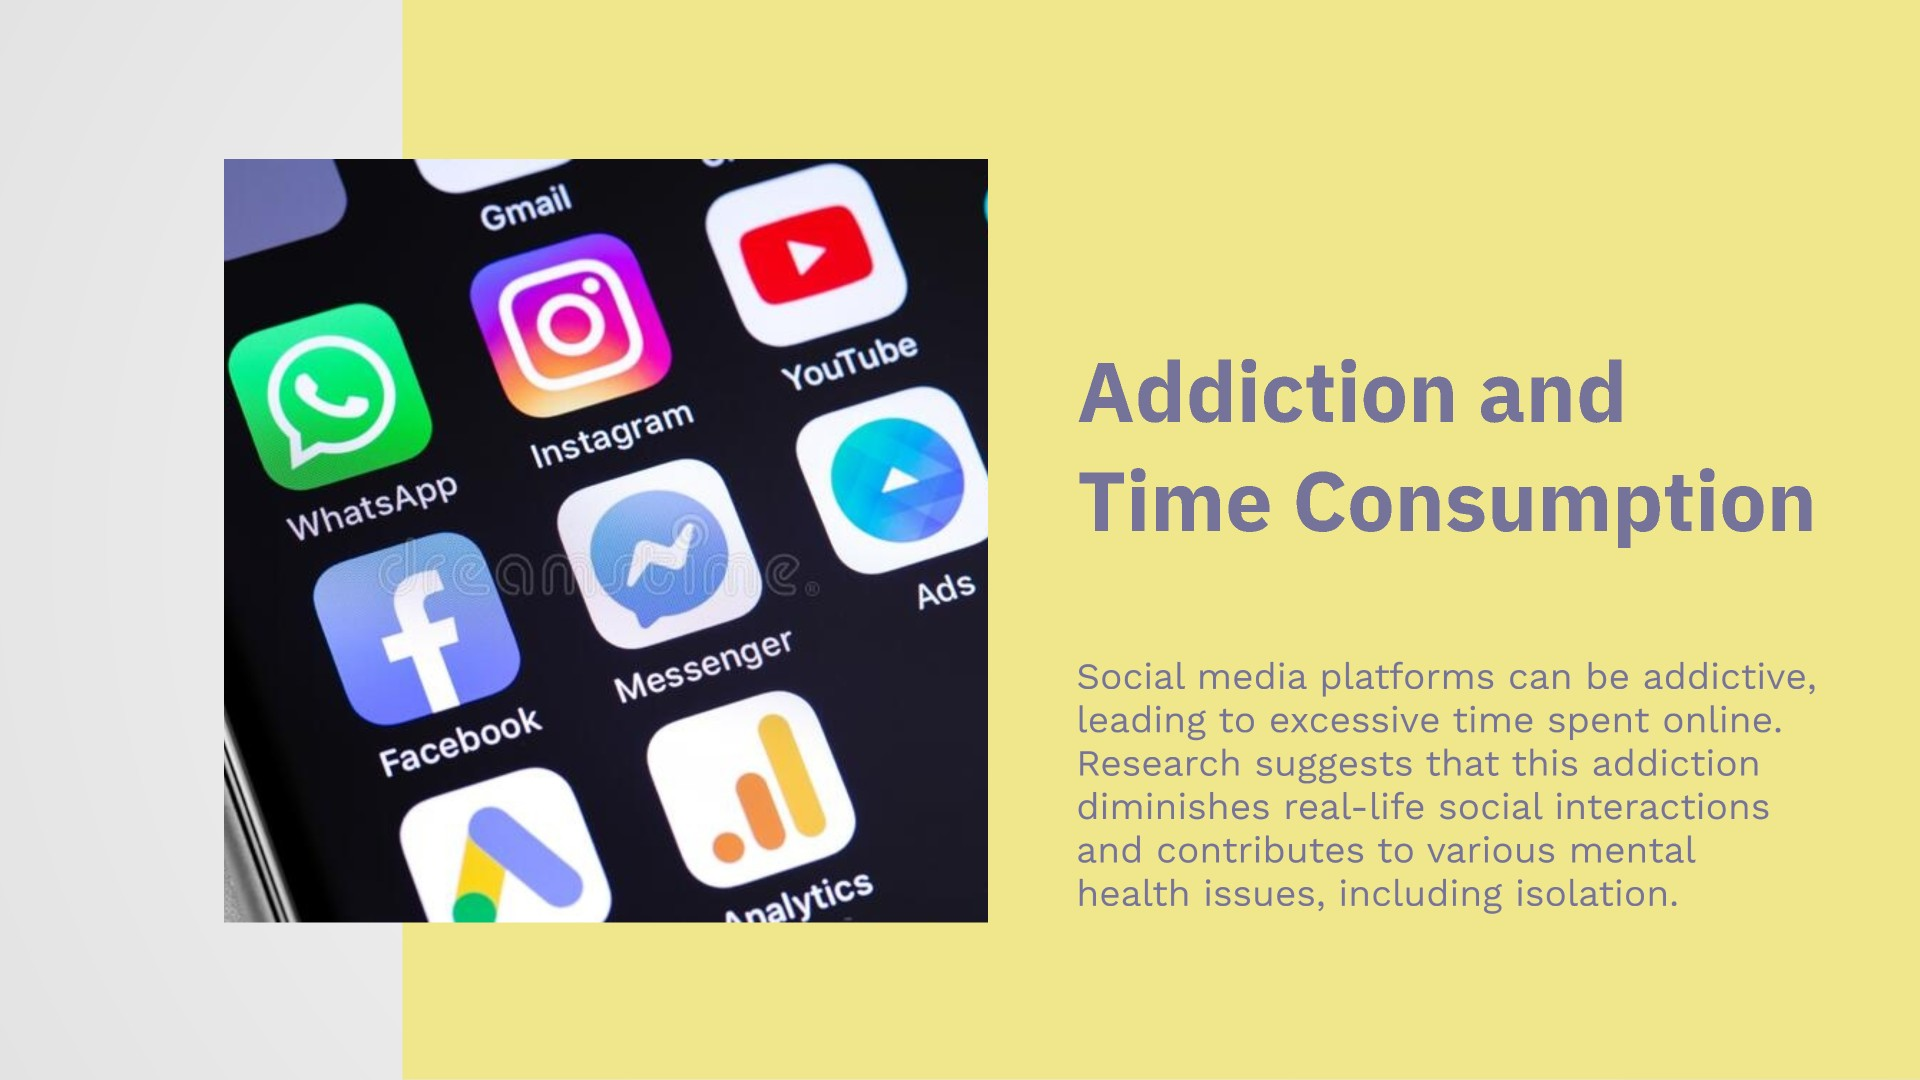 Gmail
YouTube
Instagram
WhatsApp
Ads
Messenger
Facebook
Analytics
dreamstime®
Addiction and
Time Consumption
Social media platforms can be addictive,
leading to excessive time spent online.
Research suggests that this addiction
diminishes real-life social interactions
and contributes to various mental
health issues, including isolation.